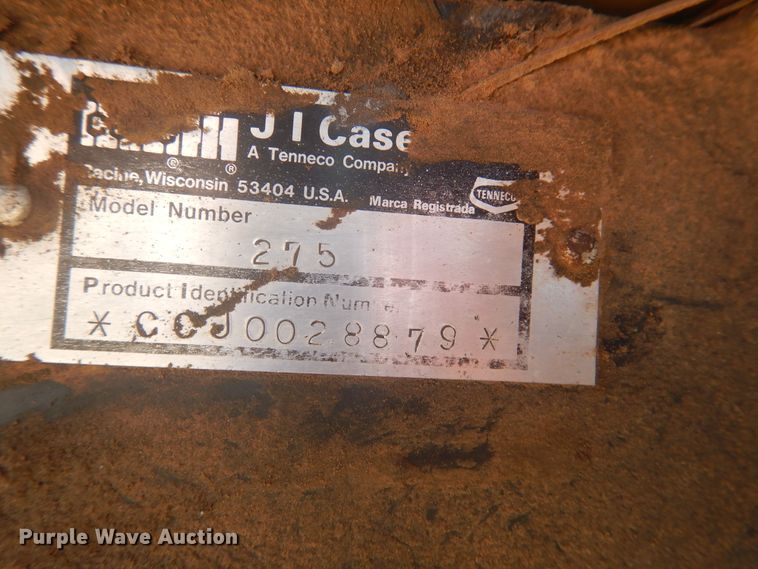 J I Case
A Tenneco Company
Racine, Wisconsin 53404 U.S.A. Marca Registrada TENNECO
Model Number
275
Product Identification Number
*CCJ0028879*
Purple Wave Auction®